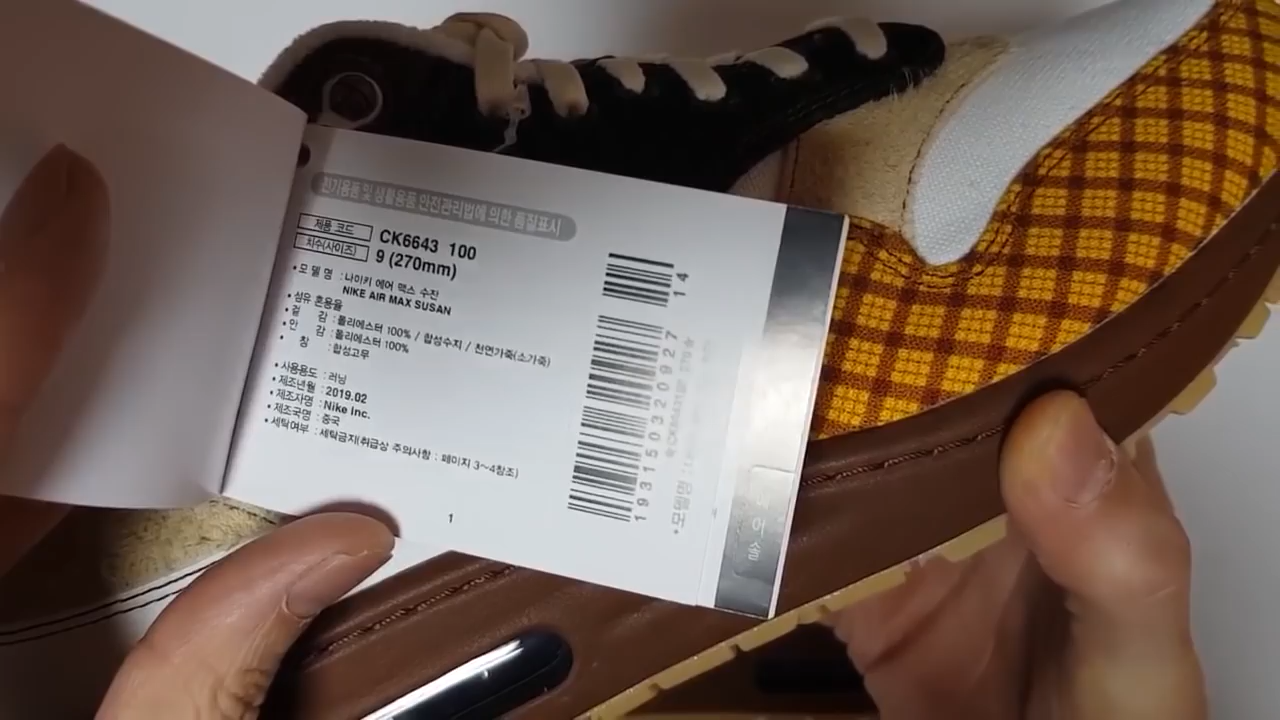 전기용품 및 생활용품 안전관리법에 의한 품질표시
제품 코드 CK6643 100
치수(사이즈) 9 (270mm)
•모 델 명 : 나이키 에어 맥스 수잔
NIKE AIR MAX SUSAN
•섬유 혼용율
•겉 감 : 폴리에스터 100% / 합성수지 / 천연가죽(소가죽)
•안 감 : 폴리에스터 100%
•창 : 합성고무
•사용용도 : 러닝
•제조년월 : 2019.02
•제조자명 : Nike Inc.
•제조국명 : 중국
•세탁여부 : 세탁금지(취급상 주의사항 : 페이지 3~4참조)
1
14
193150320927
•모델명 :